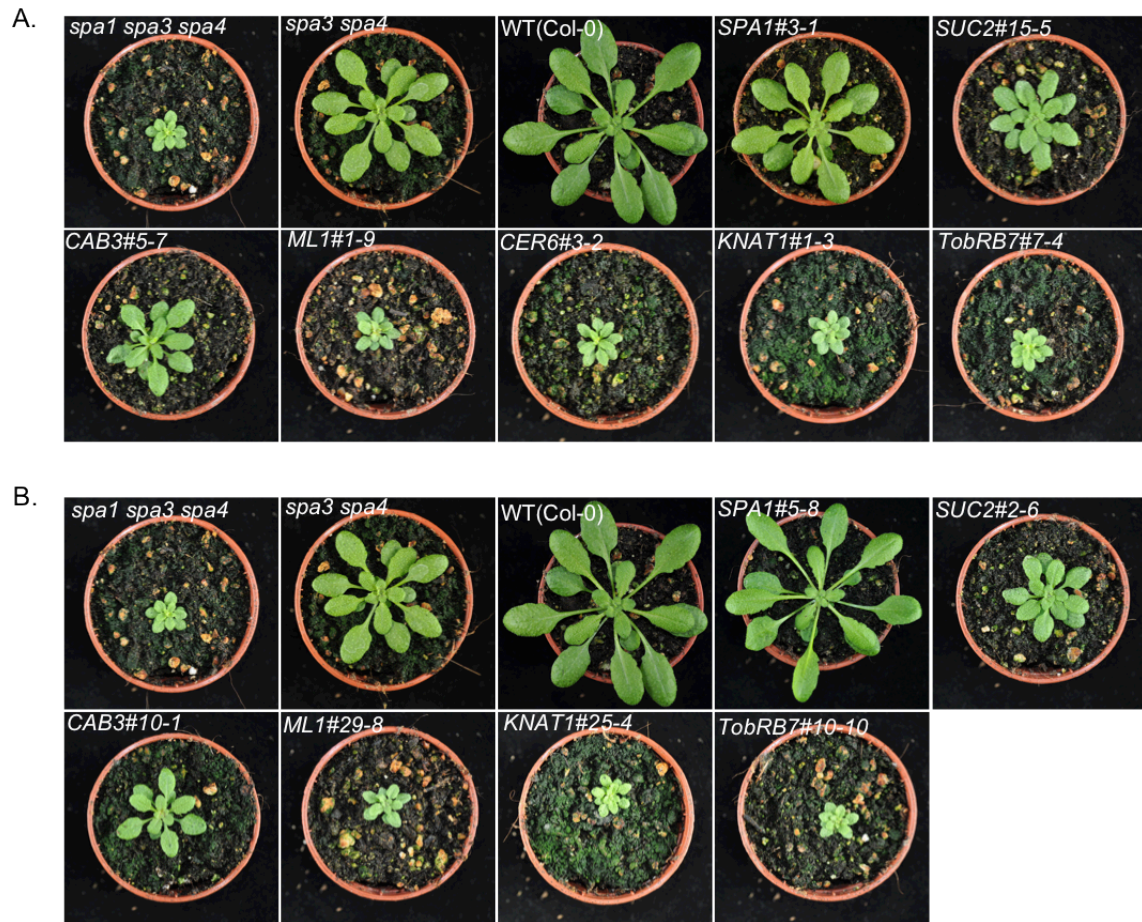 A.
spa1 spa3 spa4
spa3 spa4
WT(Col-0)
SPA1#3-1
SUC2#15-5
CAB3#5-7
ML1#1-9
CER6#3-2
KNAT1#1-3
TobRB7#7-4
B.
spa1 spa3 spa4
spa3 spa4
WT(Col-0)
SPA1#5-8
SUC2#2-6
CAB3#10-1
ML1#29-8
KNAT1#25-4
TobRB7#10-10